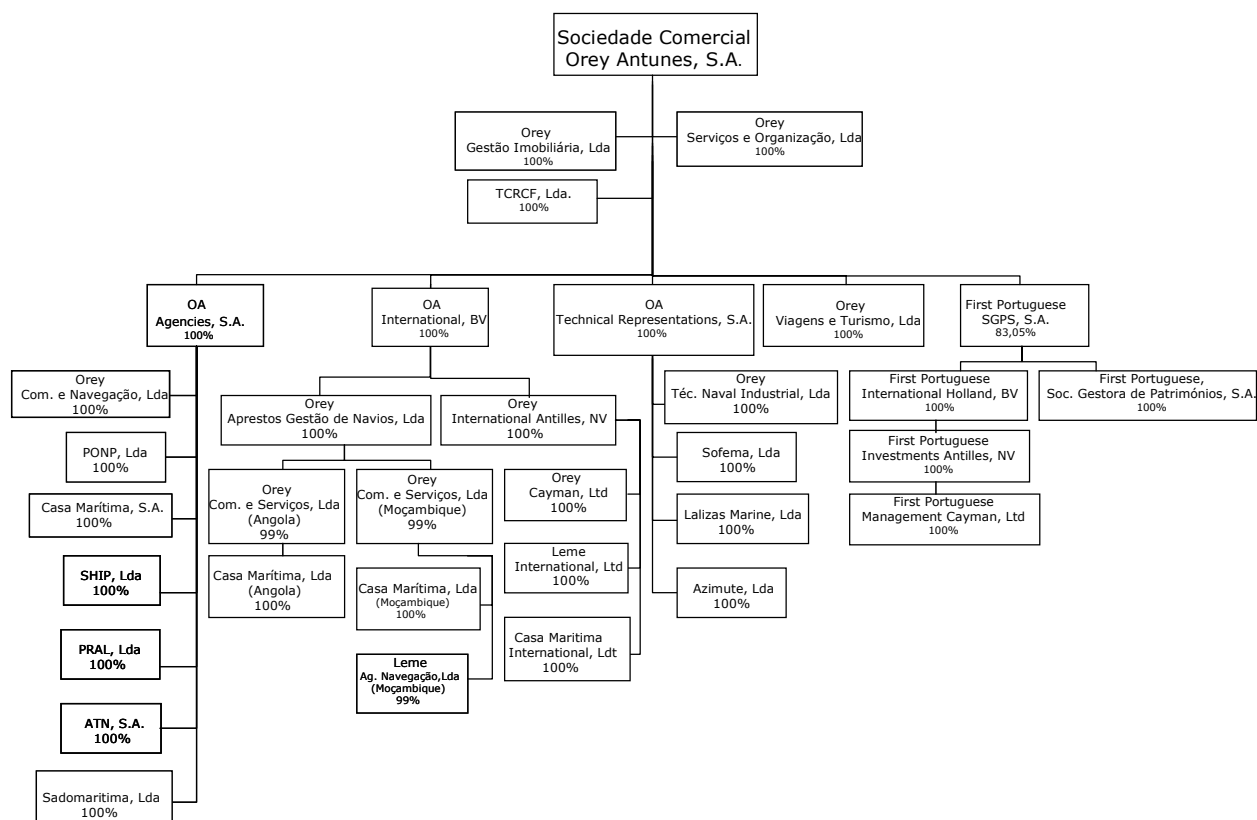 Sociedade Comercial
Orey Antunes, S.A.
Orey
Gestão Imobiliária, Lda
100%
Orey
Serviços e Organização, Lda
100%
TCRCF, Lda.
100%
OA
Agencies, S.A.
100%
OA
International, BV
100%
OA
Technical Representations, S.A.
100%
Orey
Viagens e Turismo, Lda
100%
First Portuguese
SGPS, S.A.
83,05%
Orey
Com. e Navegação, Lda
100%
PONP, Lda
100%
Casa Marítima, S.A.
100%
SHIP, Lda
100%
PRAL, Lda
100%
ATN, S.A.
100%
Sadomaritima, Lda
100%
Orey
Aprestos Gestão de Navios, Lda
100%
Orey
International Antilles, NV
100%
Orey
Com. e Serviços, Lda
(Angola)
99%
Casa Marítima, Lda
(Angola)
100%
Orey
Com. e Serviços, Lda
(Moçambique)
99%
Casa Marítima, Lda
(Moçambique)
100%
Leme
Ag. Navegação,Lda
(Moçambique)
99%
Orey
Cayman, Ltd
100%
Leme
International, Ltd
100%
Casa Maritima
International, Ldt
100%
Orey
Téc. Naval Industrial, Lda
100%
Sofema, Lda
100%
Lalizas Marine, Lda
100%
Azimute, Lda
100%
First Portuguese
International Holland, BV
100%
First Portuguese
Investments Antilles, NV
100%
First Portuguese
Management Cayman, Ltd
100%
First Portuguese,
Soc. Gestora de Patrimónios, S.A.
100%